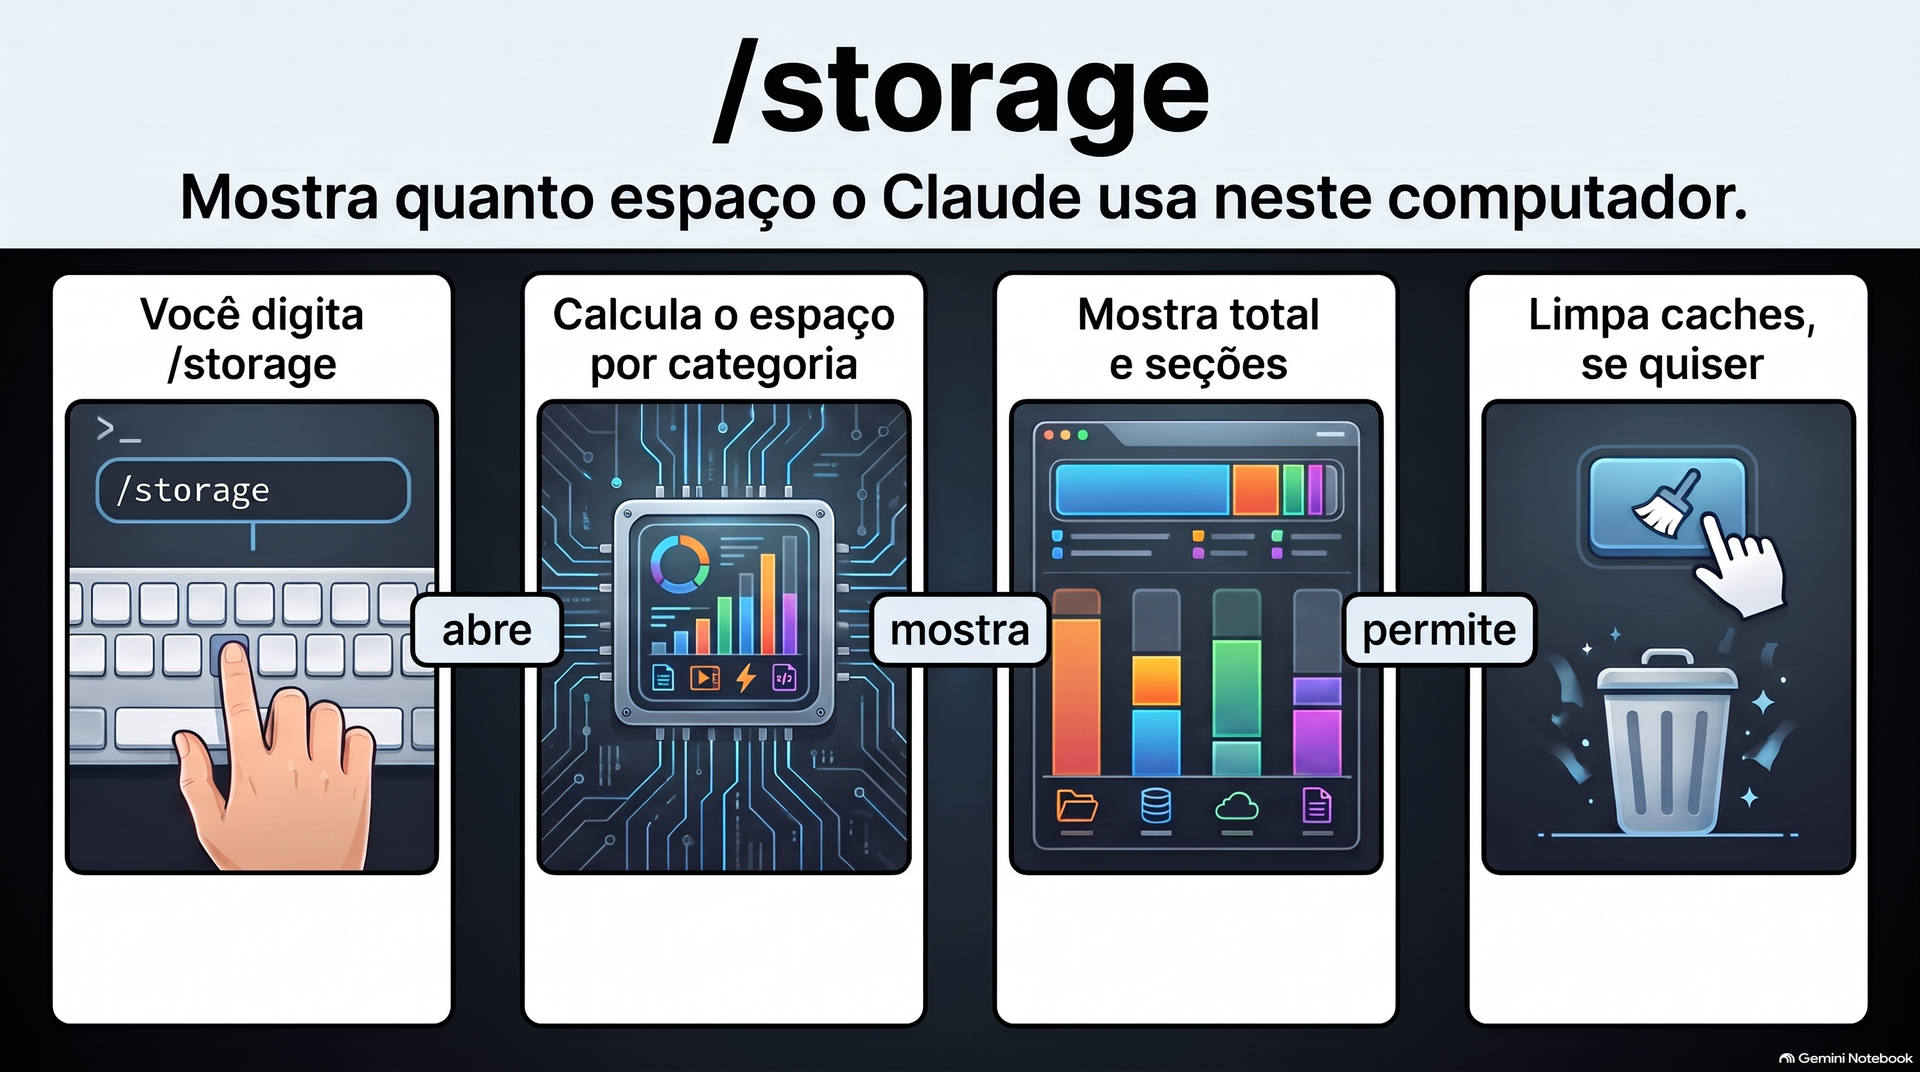 /storage
Mostra quanto espaço o Claude usa neste computador.
Você digita
/storage
>_
/storage
abre
Calcula o espaço
por categoria
mostra
Mostra total
e seções
permite
Limpa caches,
se quiser
Gemini Notebook